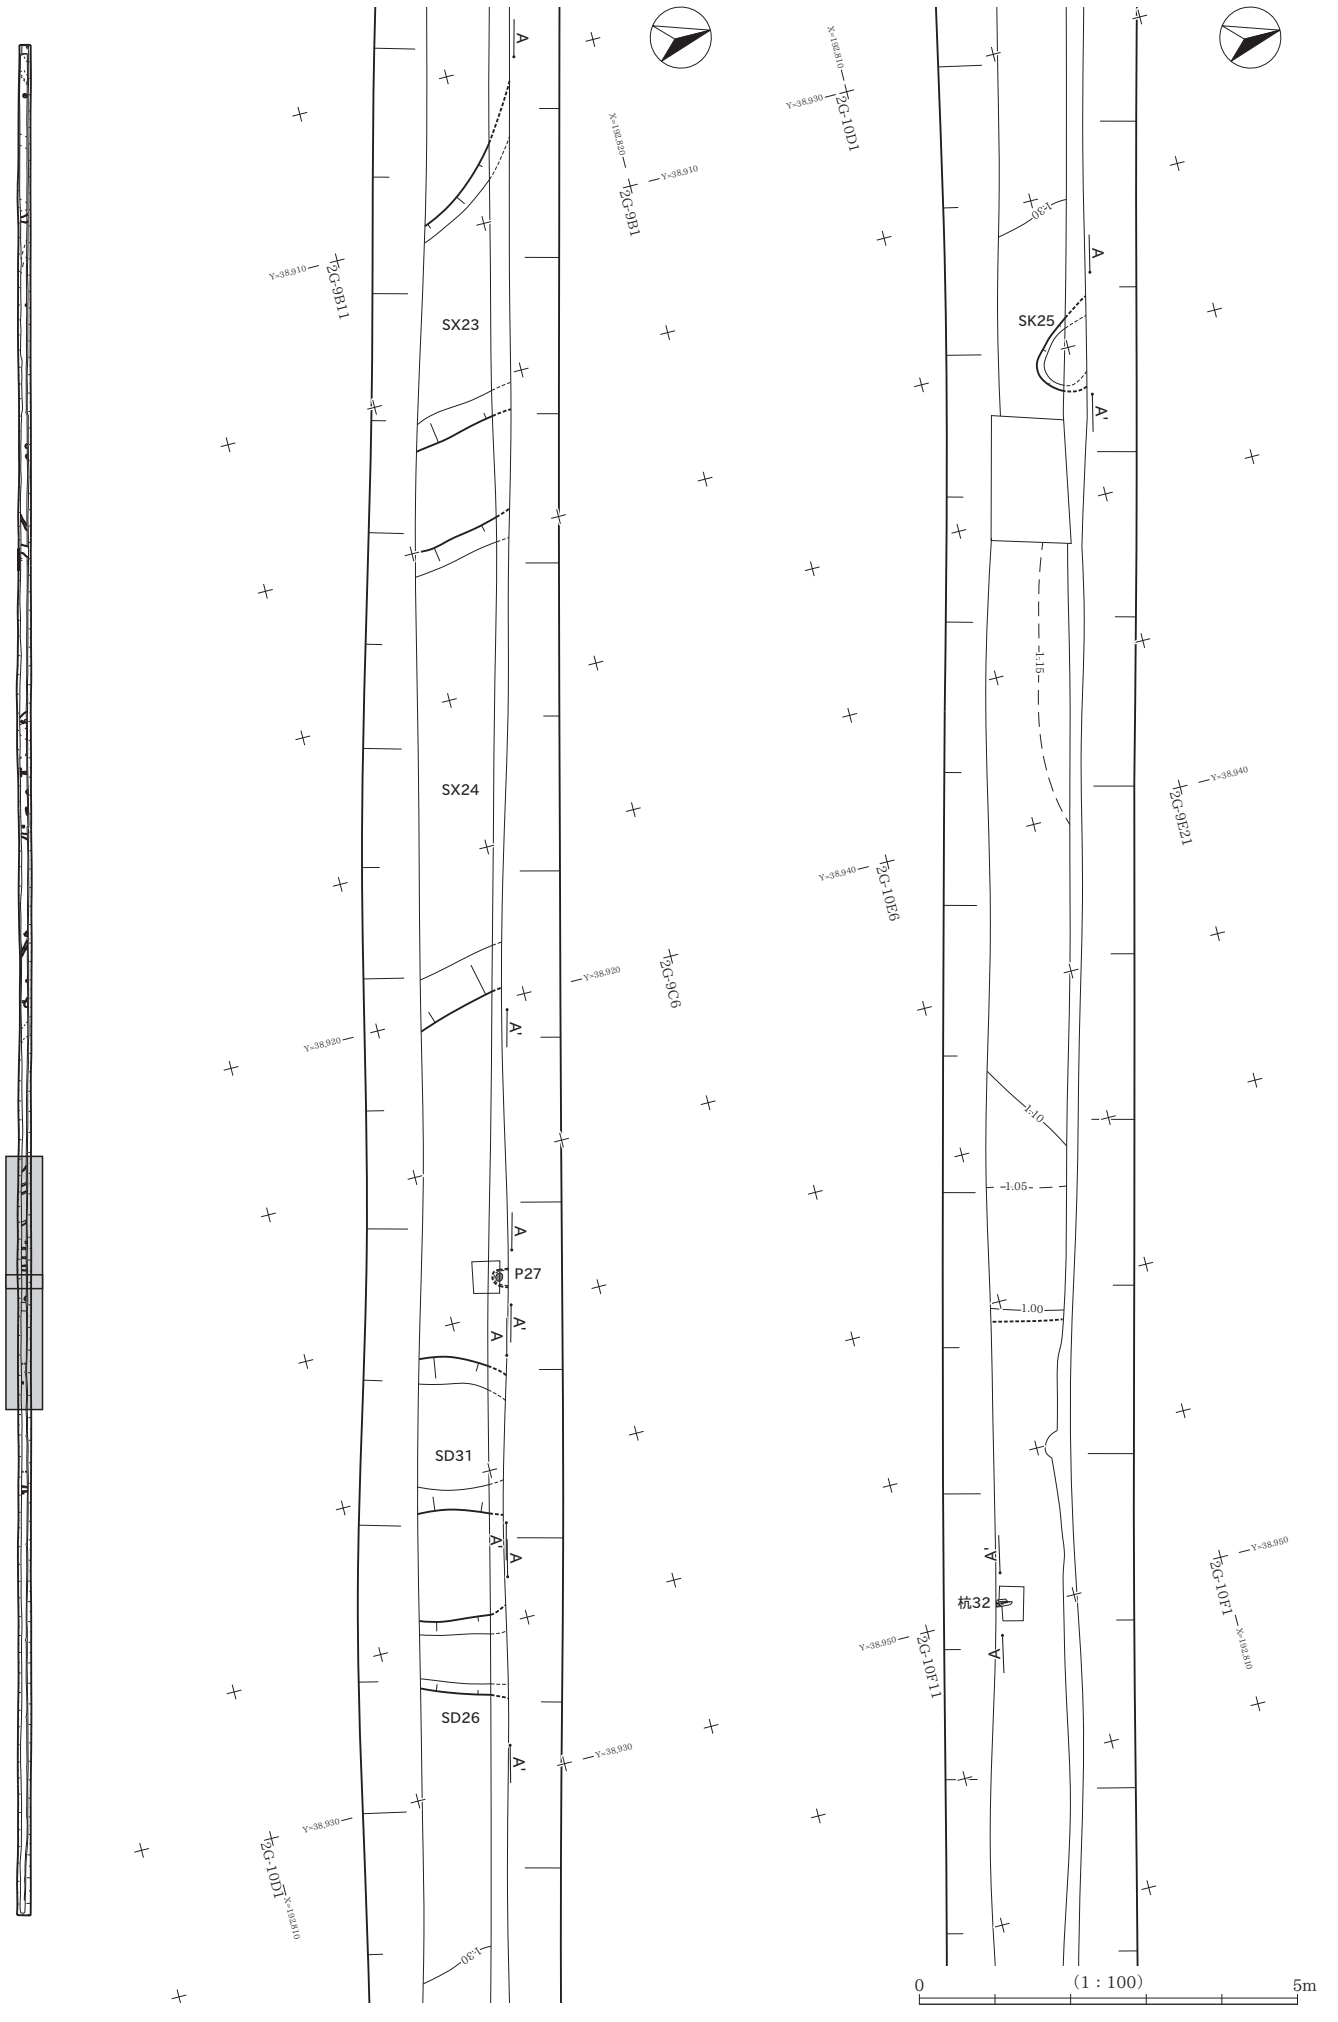 A
X=192,820
Y=38,910
2G-9B1
Y=38,910
2G-9B11
SX23
SX24
Y=38,920
2G-9C6
A'
Y=38,920
A
P27
A'
A
SD31
A'
A
SD26
A'
Y=38,930
Y=38,930
2G-10D1
X=192,810
1.30
X=192,810
Y=38,930
2G-10D1
1.30
A
SK25
A'
1.15
Y=38,940
2G-9E21
Y=38,940
2G-10E6
1.10
1.05
1.00
A'
杭32
A
Y=38,950
2G-10F1
X=192,810
Y=38,950
2G-10F11
0
(1:100)
5m